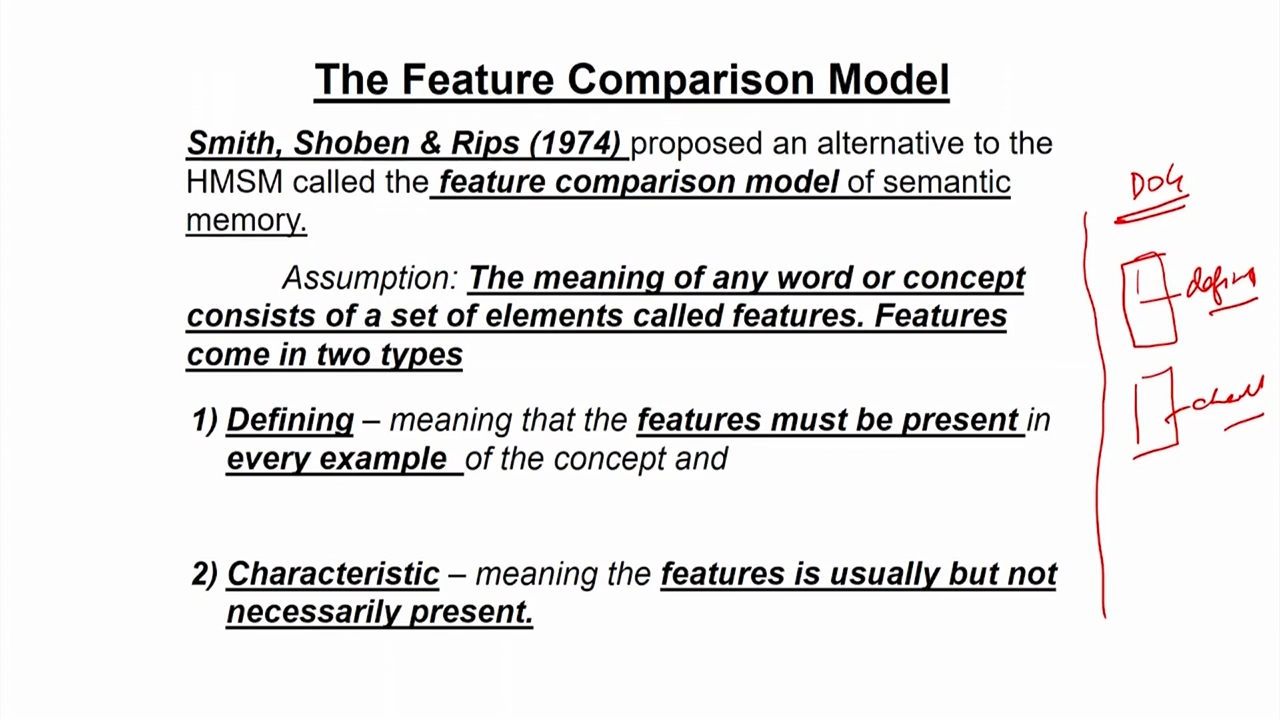 The Feature Comparison Model
Smith, Shoben & Rips (1974) proposed an alternative to the
HMSM called the feature comparison model of semantic
memory.
Assumption: The meaning of any word or concept
consists of a set of elements called features. Features
come in two types
1) Defining – meaning that the features must be present in
every example of the concept and
2) Characteristic – meaning the features is usually but not
necessarily present.
DOG